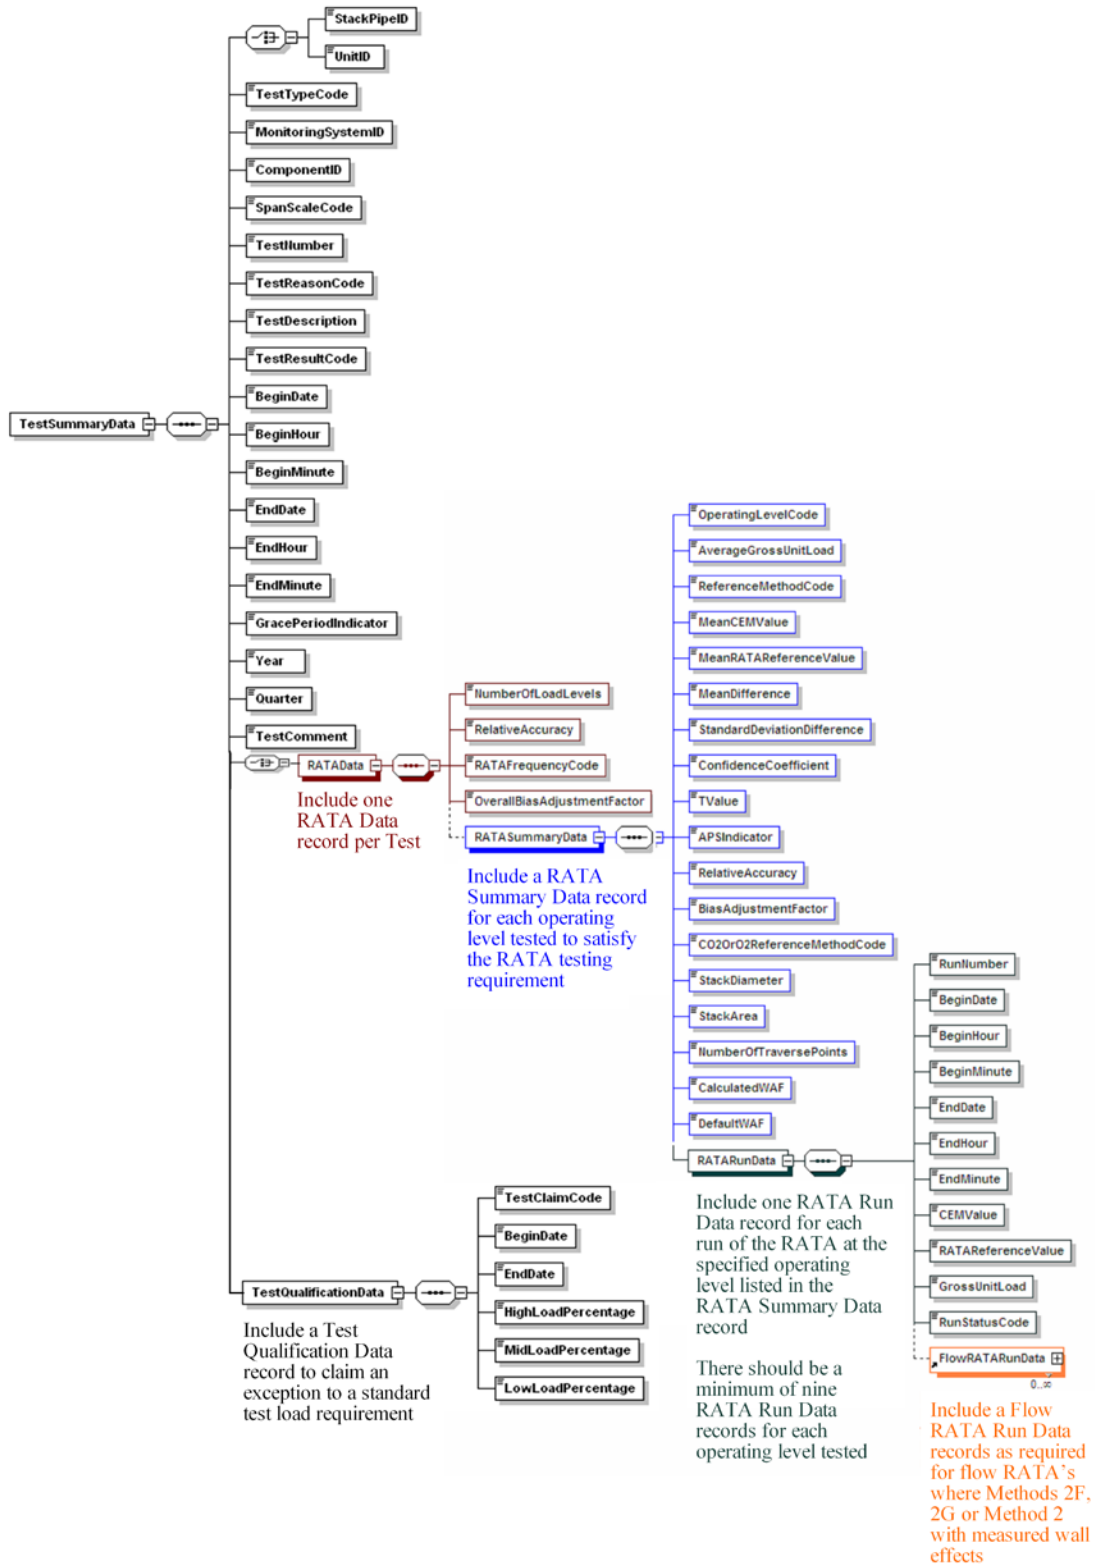 StackPipeID
UnitID
TestTypeCode
MonitoringSystemID
ComponentID
SpanScaleCode
TestNumber
TestReasonCode
TestDescription
TestResultCode
BeginDate
BeginHour
BeginMinute
EndDate
EndHour
EndMinute
GracePeriodIndicator
Year
Quarter
TestComment
TestSummaryData
RATAData
Include one
RATA Data
record per Test
NumberOfLoadLevels
RelativeAccuracy
RATAFrequencyCode
OverallBiasAdjustmentFactor
RATASummaryData
Include a RATA
Summary Data record
for each operating
level tested to satisfy
the RATA testing
requirement
OperatingLevelCode
AverageGrossUnitLoad
ReferenceMethodCode
MeanCEMValue
MeanRATAReferenceValue
MeanDifference
StandardDeviationDifference
ConfidenceCoefficient
TValue
APSIndicator
RelativeAccuracy
BiasAdjustmentFactor
CO2OrO2ReferenceMethodCode
StackDiameter
StackArea
NumberOfTraversePoints
CalculatedWAF
DefaultWAF
RATARunData
Include one RATA Run
Data record for each
run of the RATA at the
specified operating
level listed in the
RATA Summary Data
record
There should be a
minimum of nine
RATA Run Data
records for each
operating level tested
RunNumber
BeginDate
BeginHour
BeginMinute
EndDate
EndHour
EndMinute
CEMValue
RATAReferenceValue
GrossUnitLoad
RunStatusCode
FlowRATARunData
0..∞
Include a Flow
RATA Run Data
records as required
for flow RATA's
where Methods 2F,
2G or Method 2
with measured wall
effects
TestQualificationData
Include a Test
Qualification Data
record to claim an
exception to a standard
test load requirement
TestClaimCode
BeginDate
EndDate
HighLoadPercentage
MidLoadPercentage
LowLoadPercentage